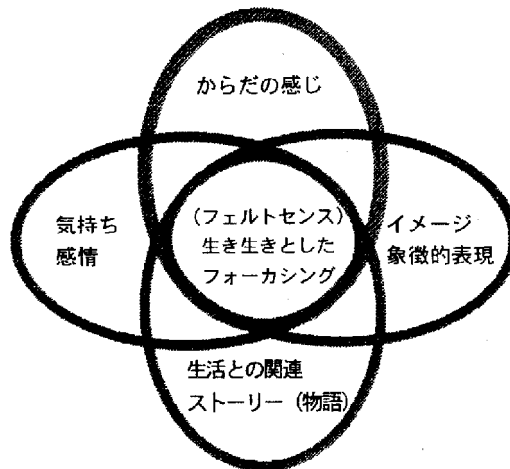 からだの感じ
気持ち
感情
(フェルトセンス)
生き生きとした
フォーカシング
イメージ
象徴的表現
生活との関連
ストーリー(物語)